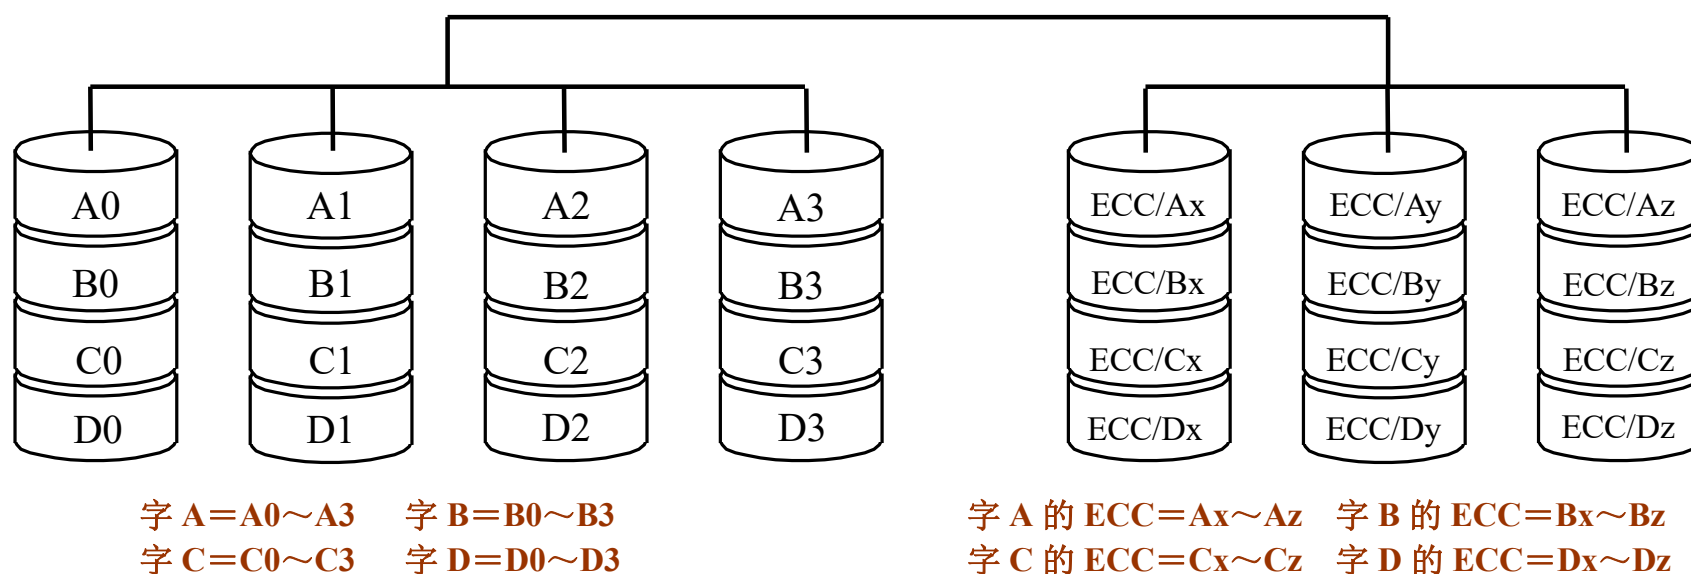 A0 A1 A2 A3 ECC/Ax ECC/Ay ECC/Az
B0 B1 B2 B3 ECC/Bx ECC/By ECC/Bz
C0 C1 C2 C3 ECC/Cx ECC/Cy ECC/Cz
D0 D1 D2 D3 ECC/Dx ECC/Dy ECC/Dz
字 A＝A0～A3 字 B＝B0～B3 字 A 的 ECC＝Ax～Az 字 B 的 ECC＝Bx～Bz
字 C＝C0～C3 字 D＝D0～D3 字 C 的 ECC＝Cx～Cz 字 D 的 ECC＝Dx～Dz